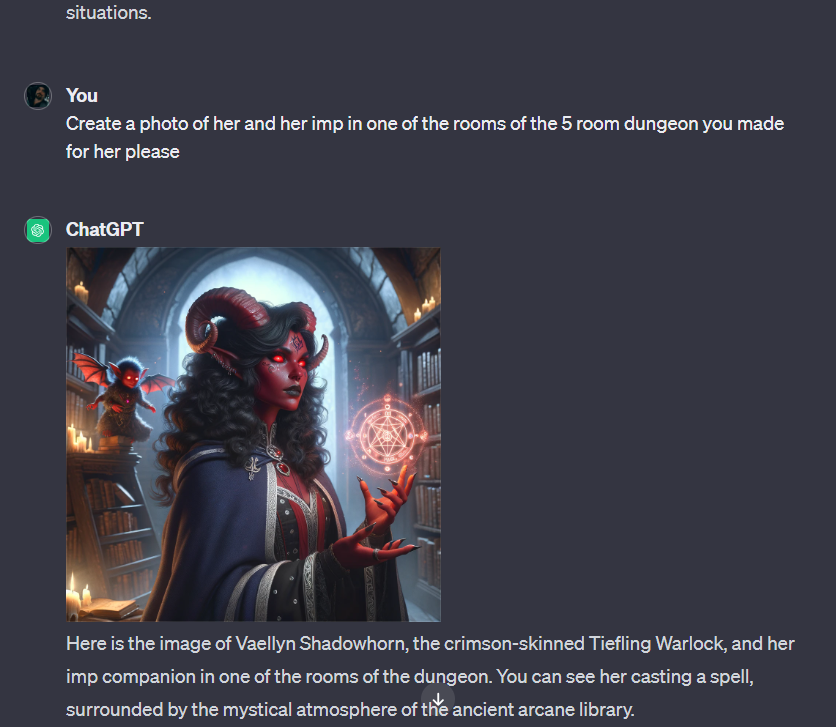 situations.
You
Create a photo of her and her imp in one of the rooms of the 5 room dungeon you made
for her please
ChatGPT
Here is the image of Vaellyn Shadowhorn, the crimson-skinned Tiefling Warlock, and her
imp companion in one of the rooms of the dungeon. You can see her casting a spell,
surrounded by the mystical atmosphere of the ancient arcane library.